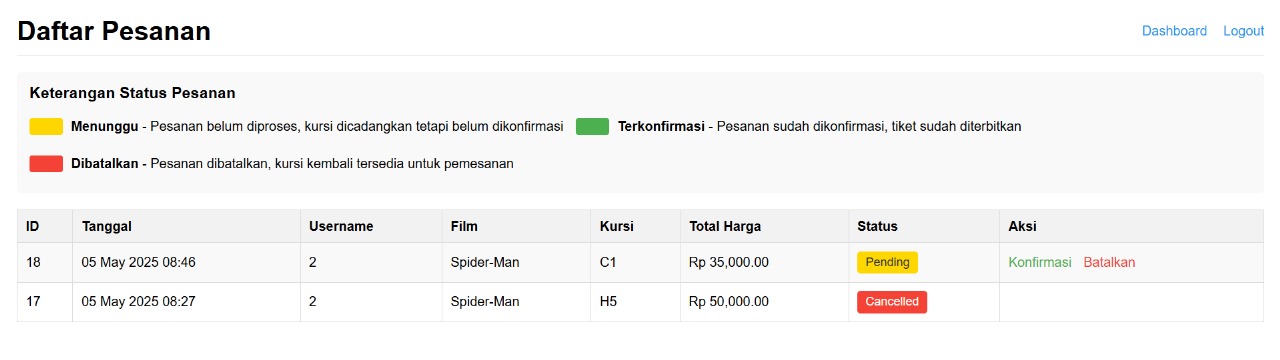 Daftar Pesanan
Dashboard Logout
Keterangan Status Pesanan
Menunggu - Pesanan belum diproses, kursi dicadangkan tetapi belum dikonfirmasi Terkonfirmasi - Pesanan sudah dikonfirmasi, tiket sudah diterbitkan
Dibatalkan - Pesanan dibatalkan, kursi kembali tersedia untuk pemesanan
ID Tanggal Username Film Kursi Total Harga Status Aksi
18 05 May 2025 08:46 2 Spider-Man C1 Rp 35,000.00 Pending Konfirmasi Batalkan
17 05 May 2025 08:27 2 Spider-Man H5 Rp 50,000.00 Cancelled